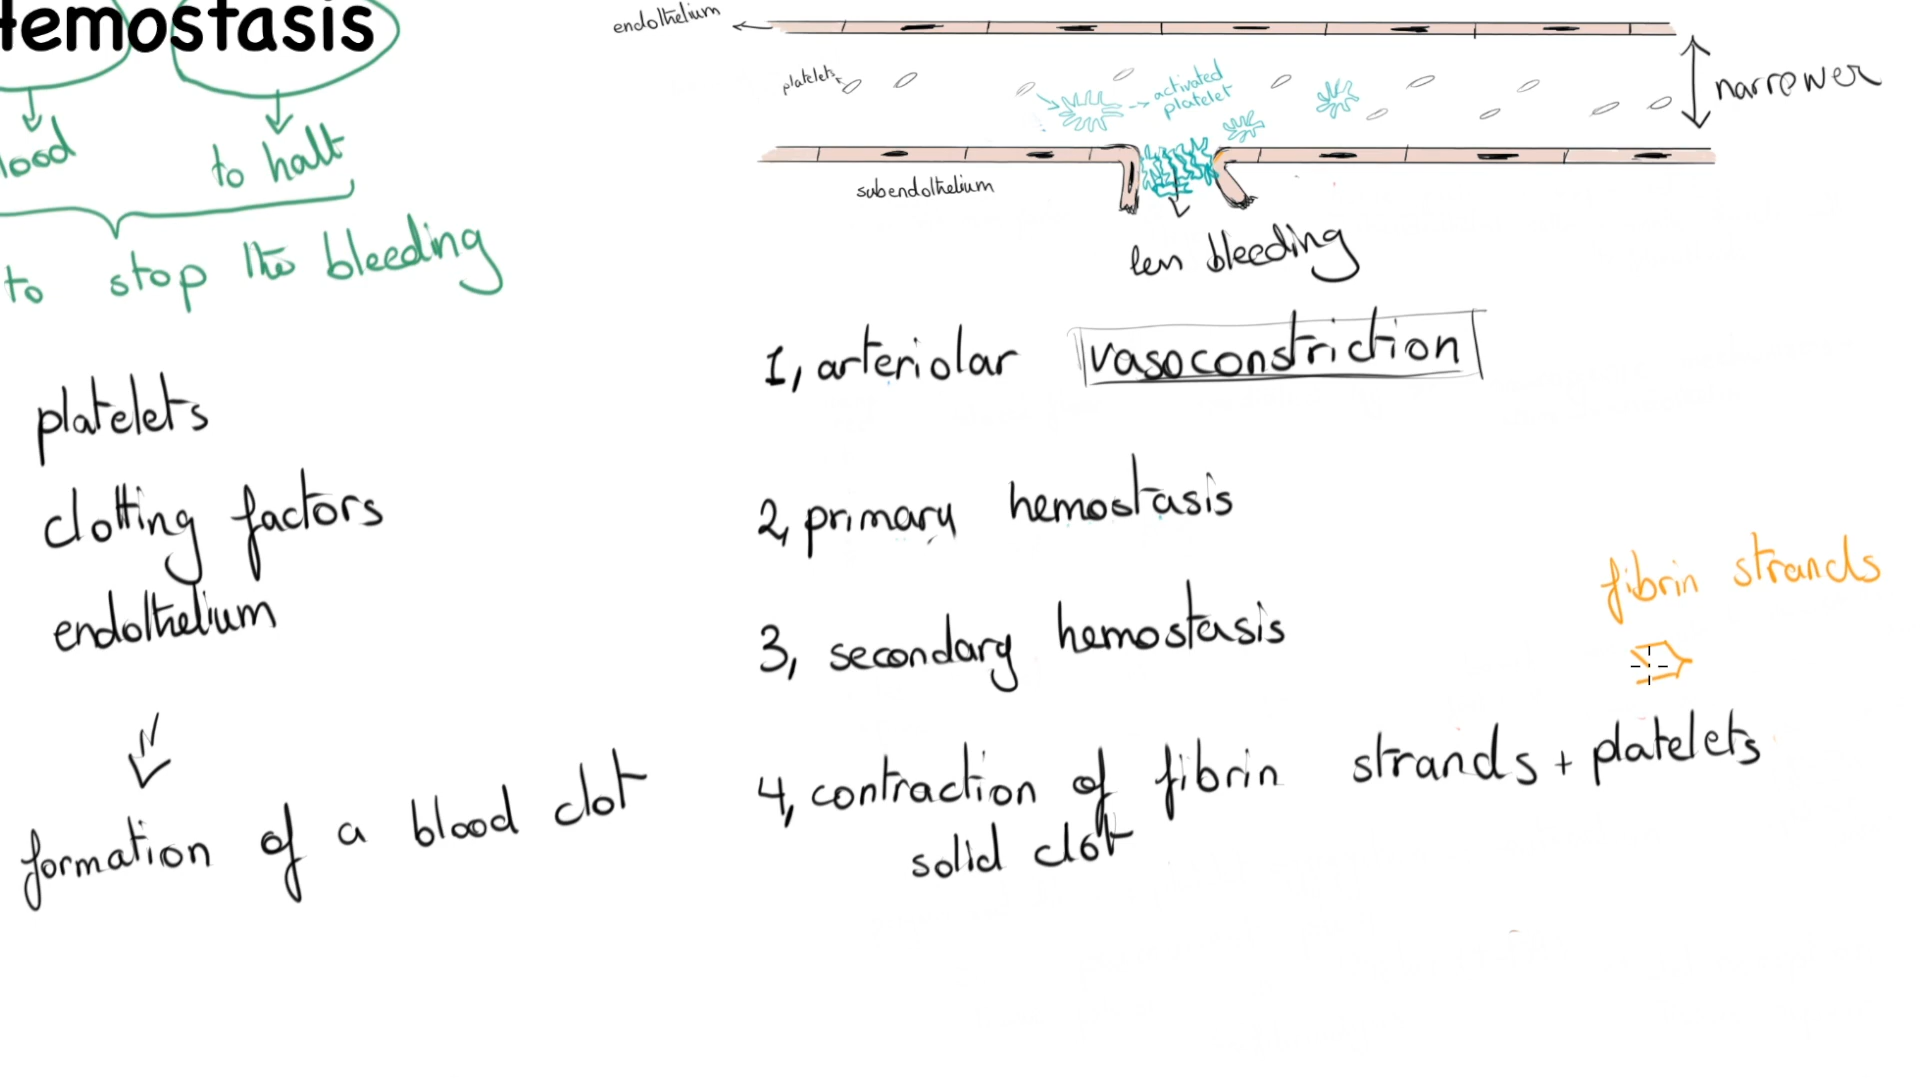 Hemostasis
lood
to halt
to stop the bleeding
platelets
clotting factors
endothelium
formation of a blood clot
endothelium
platelets
activated
platelet
narrower
subendothelium
less bleeding
1, arteriolar vasoconstriction
2, primary hemostasis
3, secondary hemostasis
fibrin strands
4, contraction of fibrin strands + platelets
solid clot